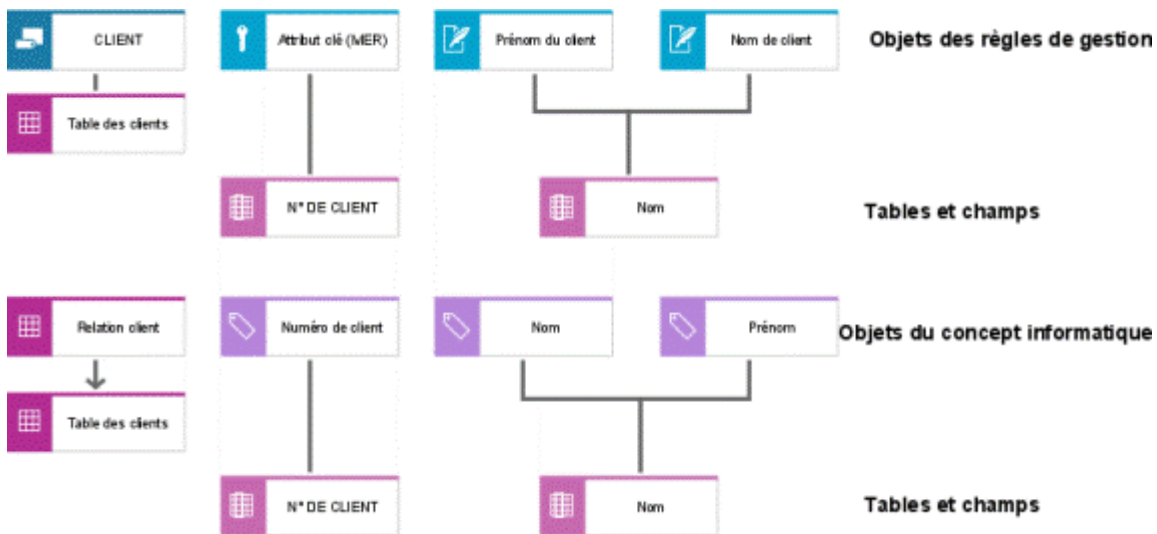 CLIENT
Attribut clé (MER)
Prénom du client
Nom de client
Objets des règles de gestion
Table des clients
N° DE CLIENT
Nom
Tables et champs
Relation client
Numéro de client
Nom
Prénom
Objets du concept informatique
Table des clients
N° DE CLIENT
Nom
Tables et champs